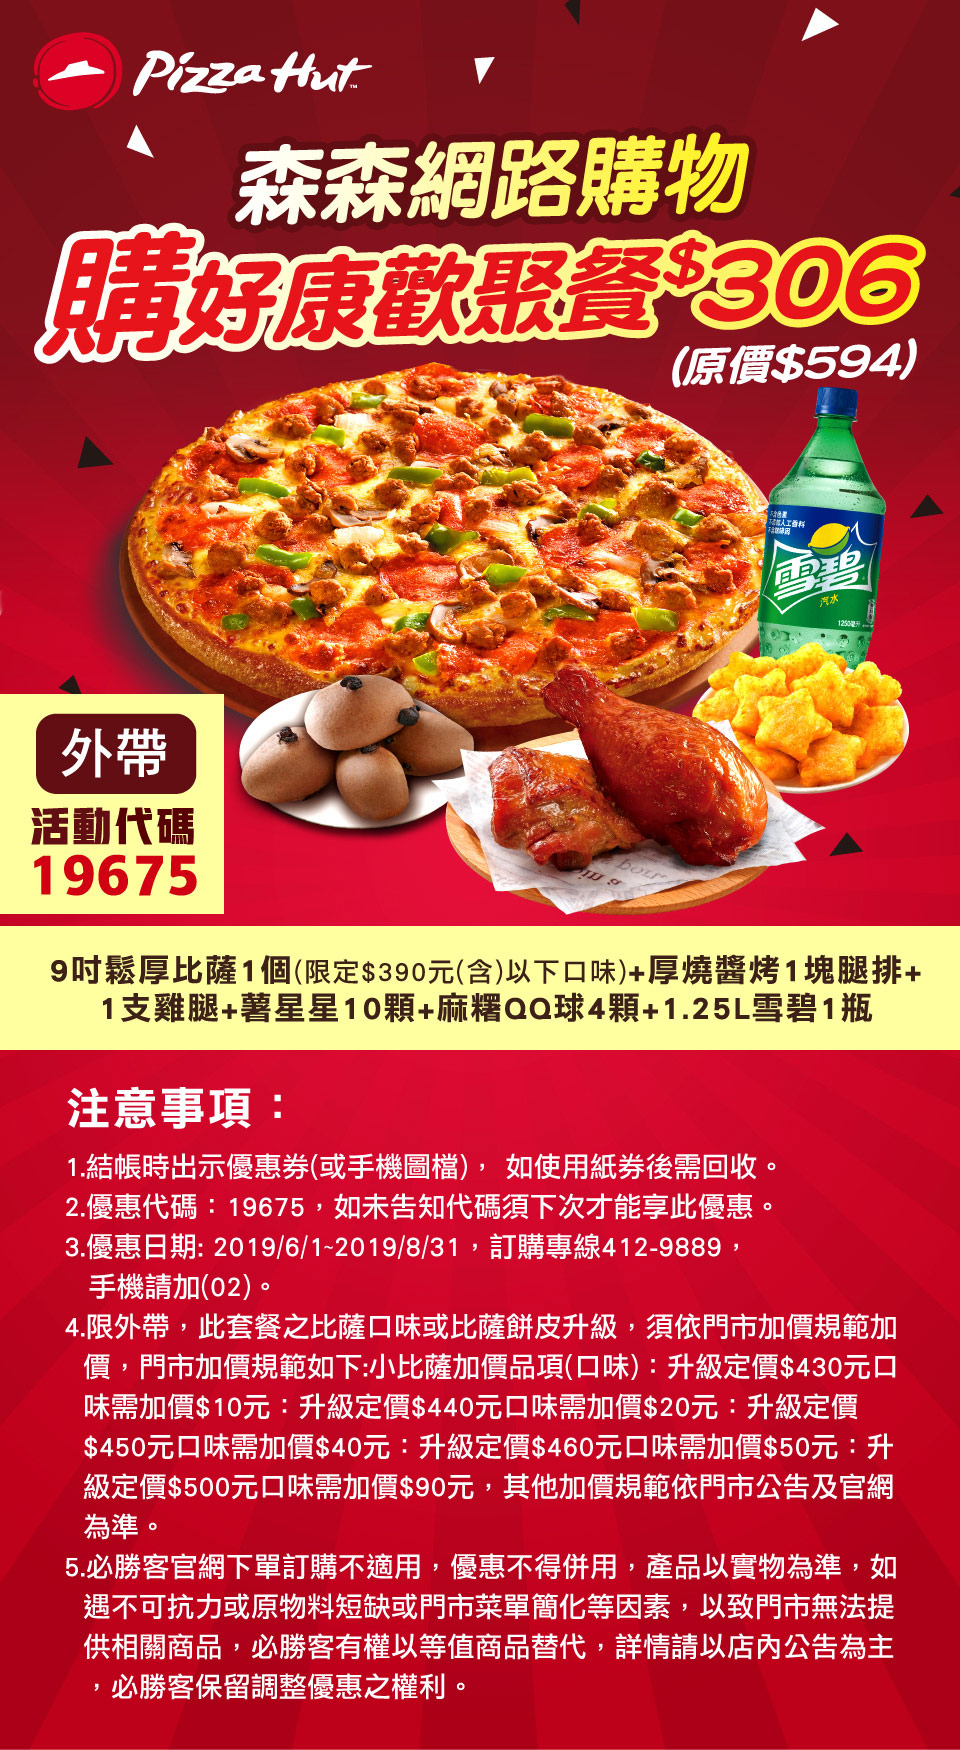 Pizza Hut
森森網路購物
購好康歡聚餐$306
(原價$594)
不含色素
不添加人工香料
雪碧
汽水
1250毫升
外帶
活動代碼
19675
9吋鬆厚比薩1個(限定$390元(含)以下口味)+厚燒醬烤1塊腿排+
1支雞腿+薯星星10顆+麻糬QQ球4顆+1.25L雪碧1瓶
注意事項：
1.結帳時出示優惠券(或手機圖檔)， 如使用紙券後需回收。
2.優惠代碼：19675，如未告知代碼須下次才能享此優惠。
3.優惠日期: 2019/6/1~2019/8/31，訂購專線412-9889，
手機請加(02)。
4.限外帶，此套餐之比薩口味或比薩餅皮升級，須依門市加價規範加
價，門市加價規範如下:小比薩加價品項(口味)：升級定價$430元口
味需加價$10元：升級定價$440元口味需加價$20元：升級定價
$450元口味需加價$40元：升級定價$460元口味需加價$50元：升
級定價$500元口味需加價$90元，其他加價規範依門市公告及官網
為準。
5.必勝客官網下單訂購不適用，優惠不得併用，產品以實物為準，如
遇不可抗力或原物料短缺或門市菜單簡化等因素，以致門市無法提
供相關商品，必勝客有權以等值商品替代，詳情請以店內公告為主
，必勝客保留調整優惠之權利。